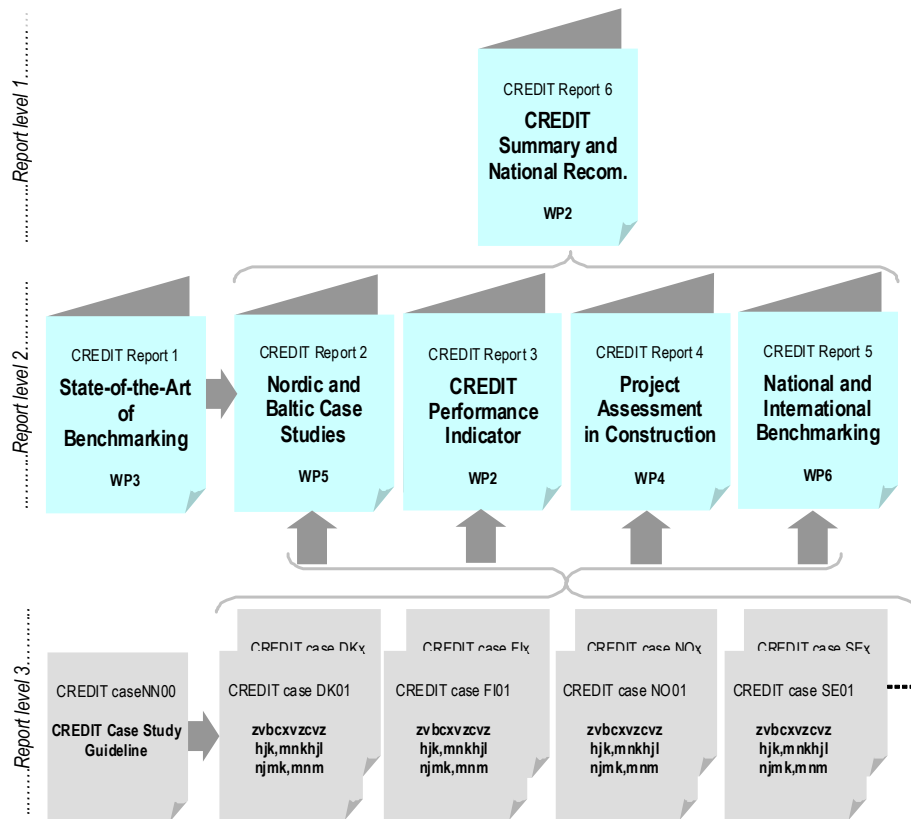 Report level 1
CREDIT Report 6
CREDIT
Summary and
National Recom.
WP2
Report level 2
CREDIT Report 1
State-of-the-Art
of
Benchmarking
WP3
CREDIT Report 2
Nordic and
Baltic Case
Studies
WP5
CREDIT Report 3
CREDIT
Performance
Indicator
WP2
CREDIT Report 4
Project
Assessment
in Construction
WP4
CREDIT Report 5
National and
International
Benchmarking
WP6
Report level 3
CREDIT caseNN00
CREDIT Case Study
Guideline
CREDIT case DKx
CREDIT case DK01
zvbcxvzcvz
hjk,mnkhjl
njmk,mnm
CREDIT case FIx
CREDIT case FI01
zvbcxvzcvz
hjk,mnkhjl
njmk,mnm
CREDIT case NOx
CREDIT case NO01
zvbcxvzcvz
hjk,mnkhjl
njmk,mnm
CREDIT case SEx
CREDIT case SE01
zvbcxvzcvz
hjk,mnkhjl
njmk,mnm